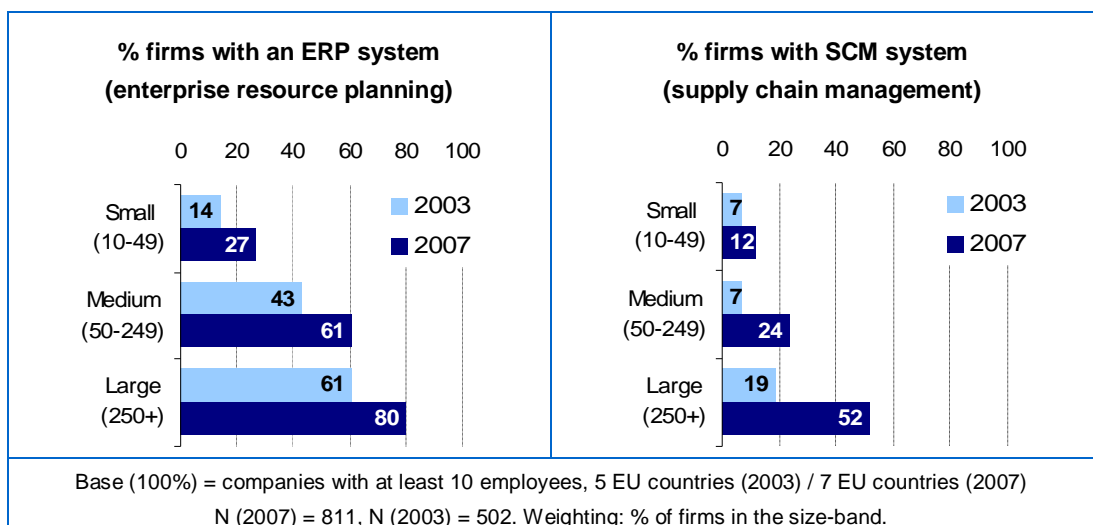 % firms with an ERP system
(enterprise resource planning)
0 20 40 60 80 100
Small
(10-49)
14
27
2003
2007
Medium
(50-249)
43
61
Large
(250+)
61
80
% firms with SCM system
(supply chain management)
0 20 40 60 80 100
Small
(10-49)
7
12
2003
2007
Medium
(50-249)
7
24
Large
(250+)
19
52
Base (100%) = companies with at least 10 employees, 5 EU countries (2003) / 7 EU countries (2007)
N (2007) = 811, N (2003) = 502. Weighting: % of firms in the size-band.